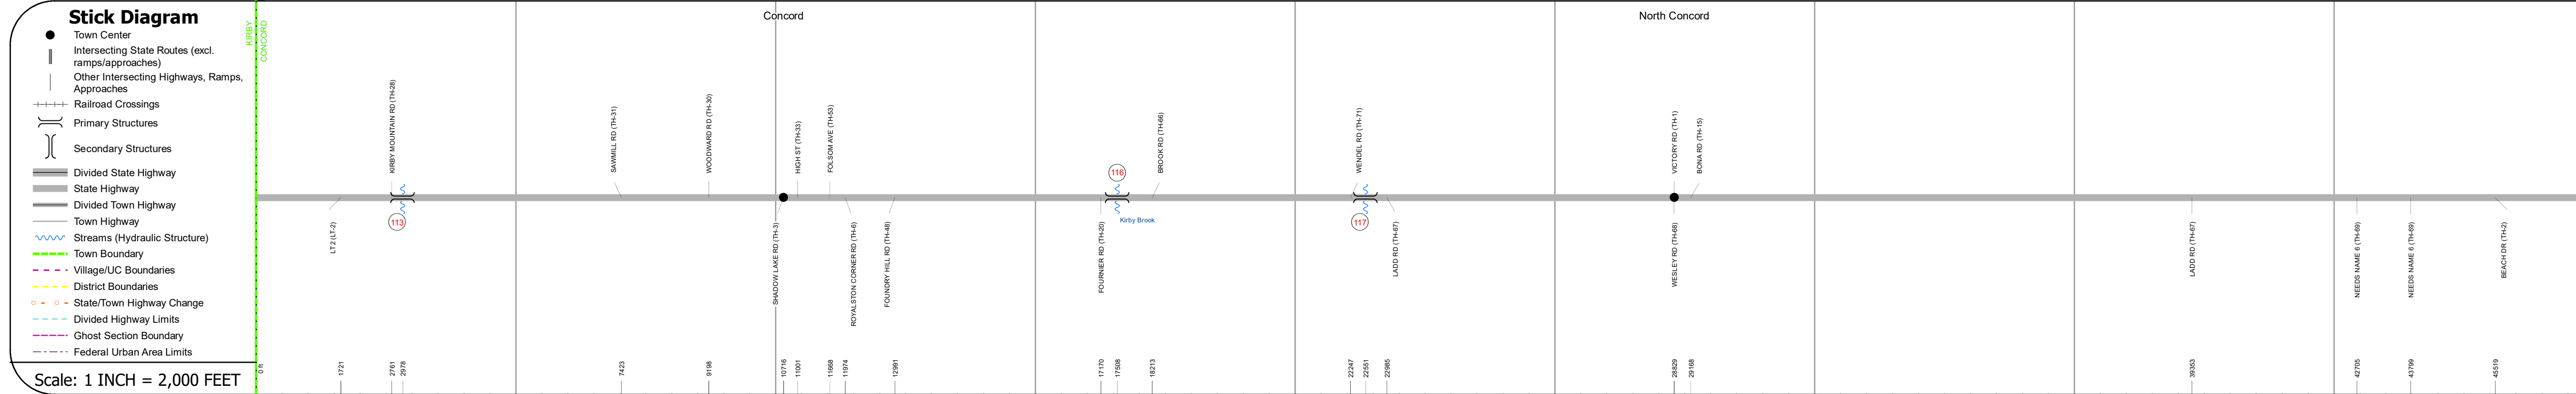 Stick Diagram
Town Center
Intersecting State Routes (excl.
ramps/approaches)
Other Intersecting Highways, Ramps,
Approaches
Railroad Crossings
Primary Structures
Secondary Structures
Divided State Highway
State Highway
Divided Town Highway
Town Highway
Streams (Hydraulic Structure)
Town Boundary
Village/UC Boundaries
District Boundaries
State/Town Highway Change
Divided Highway Limits
Ghost Section Boundary
Federal Urban Area Limits
Scale: 1 INCH = 2,000 FEET
KIRBY
CONCORD
Concord
North Concord
KIRBY MOUNTAIN RD (TH-28)
SAWMILL RD (TH-31)
WOODWARD RD (TH-30)
HIGH ST (TH-33)
FOLSOM AVE (TH-53)
116
BROOK RD (TH-66)
WENDEL RD (TH-71)
VICTORY RD (TH-1)
BONA RD (TH-15)
LT 2 (LT-2)
113
SHADOW LAKE RD (TH-3)
ROYALSTON CORNER RD (TH-6)
FOUNDRY HILL RD (TH-48)
FOURNIER RD (TH-20)
Kirby Brook
117
LADD RD (TH-67)
WESLEY RD (TH-68)
LADD RD (TH-67)
NEEDS NAME 6 (TH-69)
NEEDS NAME 6 (TH-69)
BEACH DR (TH-2)
0 ft
1721
2761
2978
7423
9198
10716
11001
11668
11974
12991
17170
17508
18213
22247
22551
22985
28829
29168
39353
42705
43799
45519